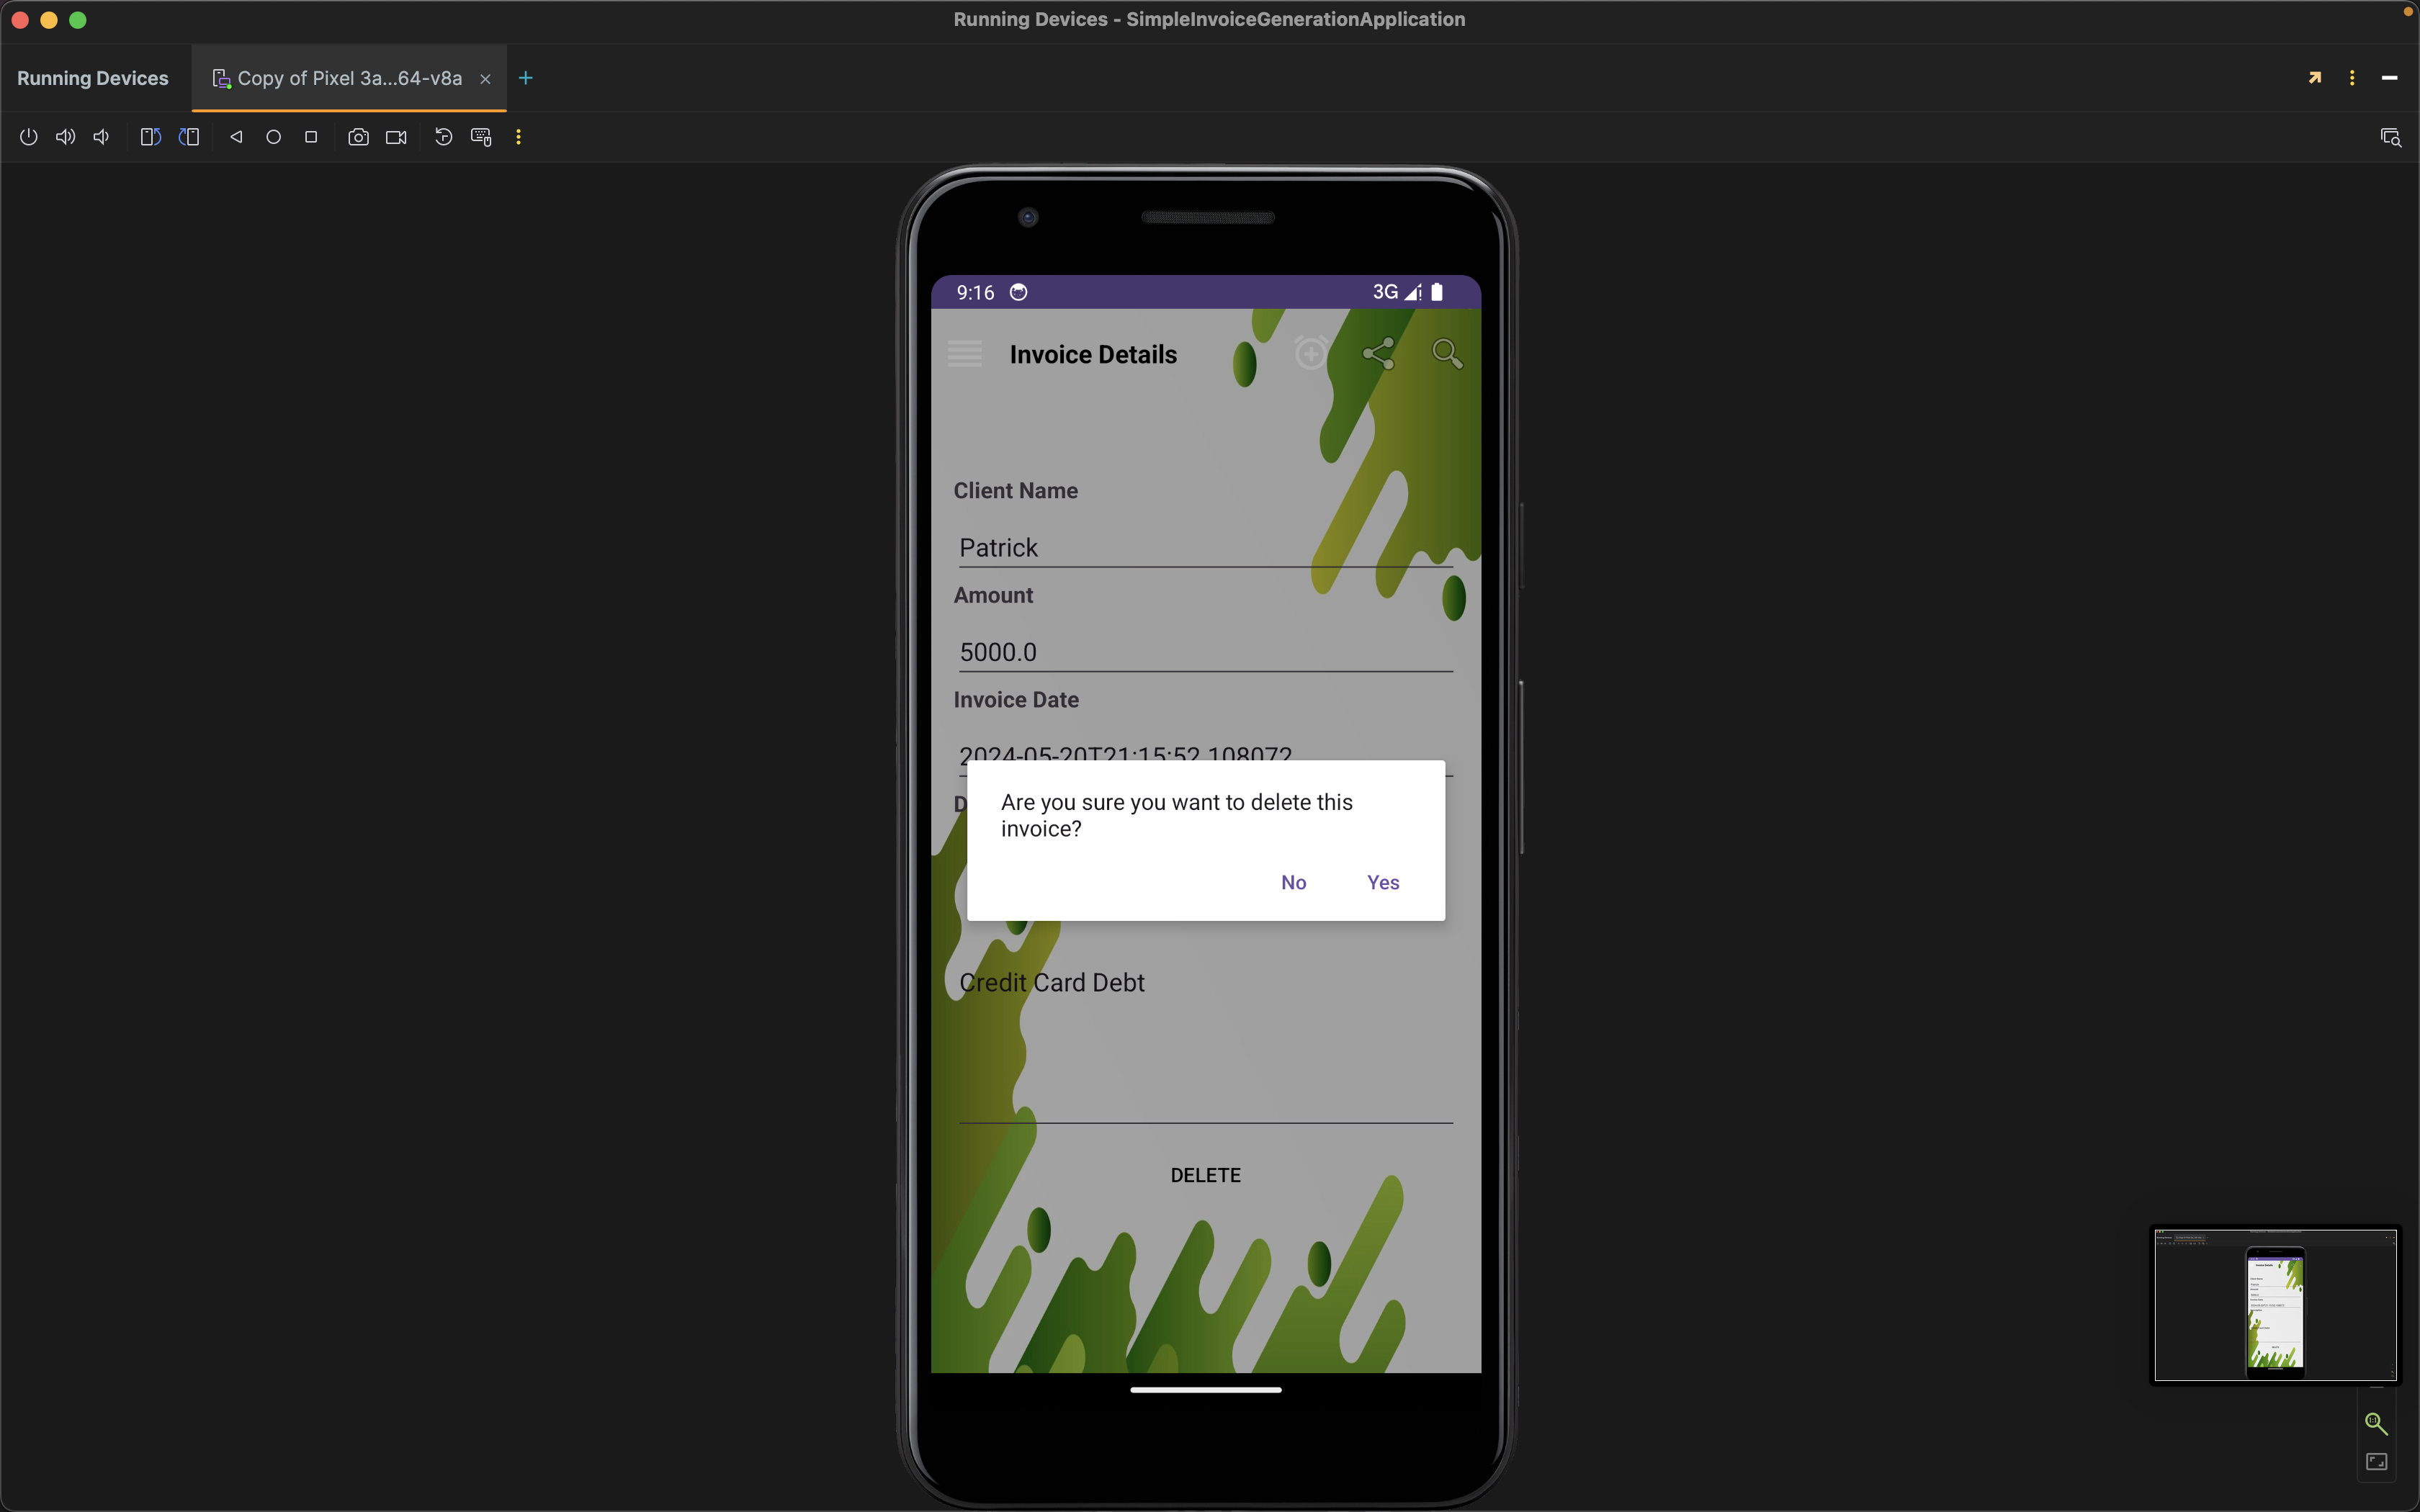 Running Devices - SimpleInvoiceGenerationApplication
Running Devices
Copy of Pixel 3a...64-v8a
9:16
3G
Invoice Details
Client Name
Patrick
Amount
5000.0
Invoice Date
2024-05-20T21:15:52.108072
D
Are you sure you want to delete this
invoice?
No Yes
Credit Card Debt
DELETE